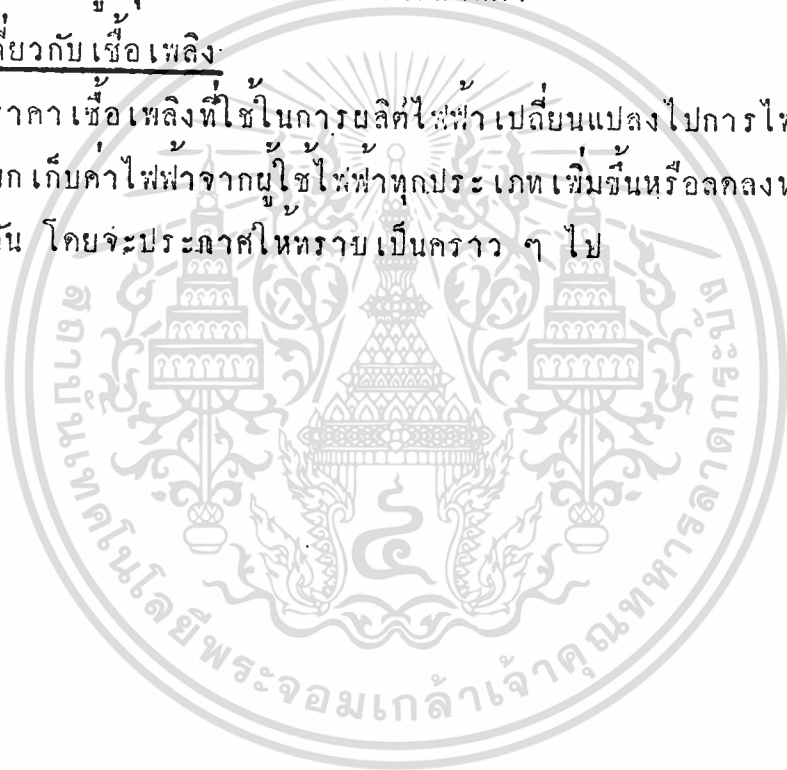 ี่ยวกับเชื้อเพลิง
ราคาเชื้อเพลิงที่ใช้ในการผลิตไฟฟ้าเปลี่ยนแปลงไปการไฟ
ยกเก็บค่าไฟฟ้าจากผู้ใช้ไฟฟ้าทุกประเภทเพิ่มขึ้นหรือลดลง
ัน โดยจะประกาศให้ทราบเป็นคราว ๆ ไป
สถาบันเทคโนโลยีพระจอมเกล้าเจ้าคุณทหารลาดกระบัง